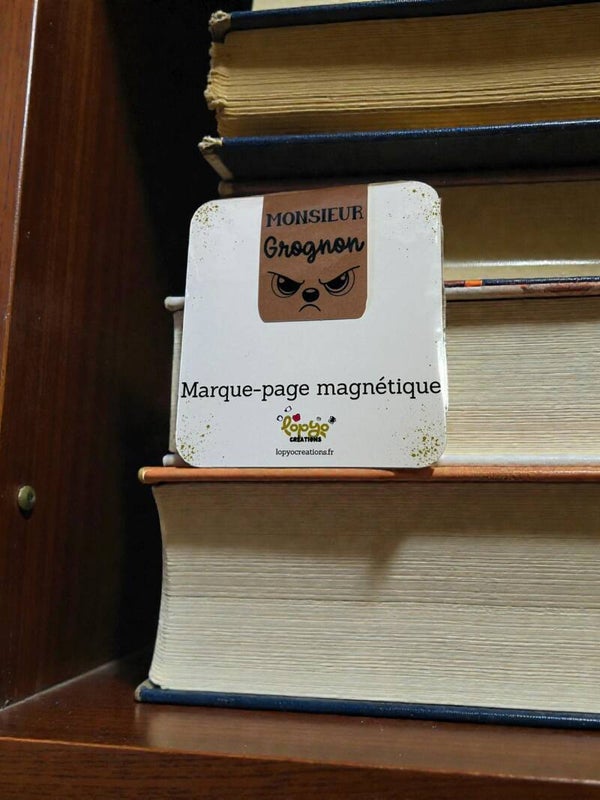 MONSIEUR
Grognon
Marque-page magnétique
lopyo
CREATIONS
lopyocreations.fr